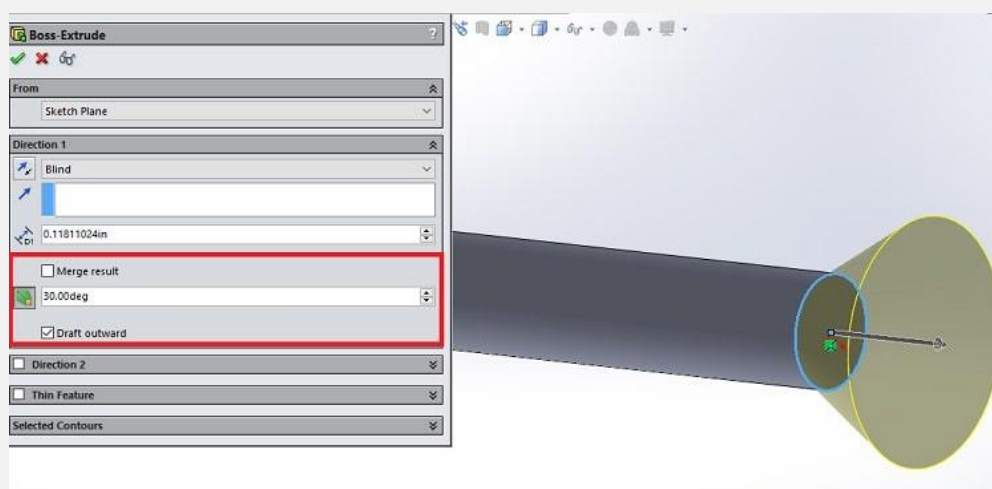 Boss-Extrude
?
From
Sketch Plane
Direction 1
Blind
D1
0.11811024in
Merge result
30.00deg
Draft outward
Direction 2
Thin Feature
Selected Contours